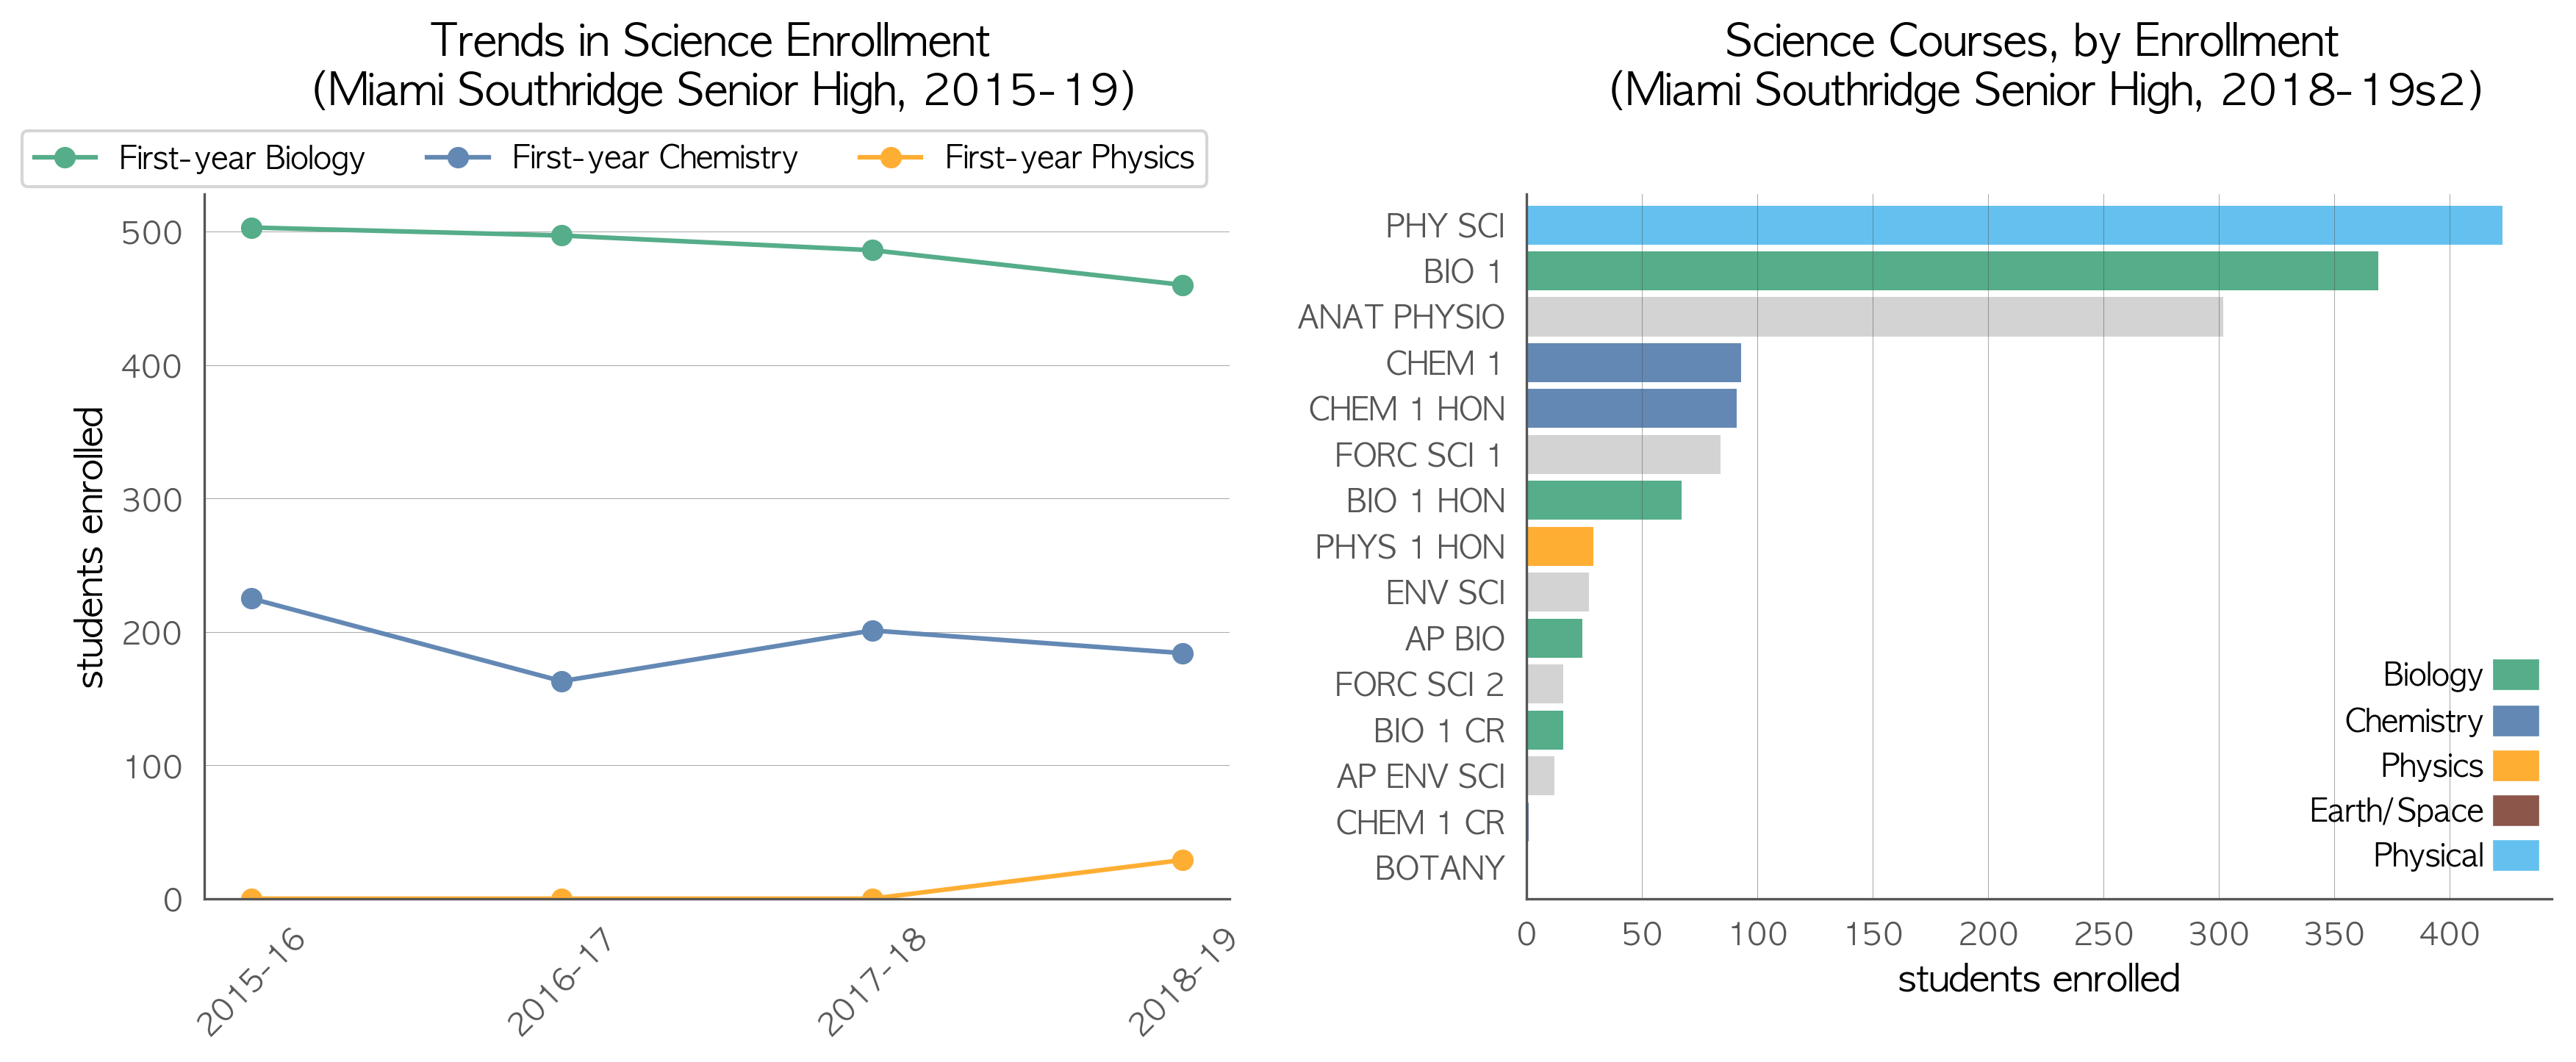 Trends in Science Enrollment
(Miami Southridge Senior High, 2015-19)
First-year Biology
First-year Chemistry
First-year Physics
500
400
300
200
100
0
students enrolled
2015-16
2016-17
2017-18
2018-19
Science Courses, by Enrollment
(Miami Southridge Senior High, 2018-19s2)
PHY SCI
BIO 1
ANAT PHYSIO
CHEM 1
CHEM 1 HON
FORC SCI 1
BIO 1 HON
PHYS 1 HON
ENV SCI
AP BIO
FORC SCI 2
BIO 1 CR
AP ENV SCI
CHEM 1 CR
BOTANY
Biology
Chemistry
Physics
Earth/Space
Physical
0 50 100 150 200 250 300 350 400
students enrolled